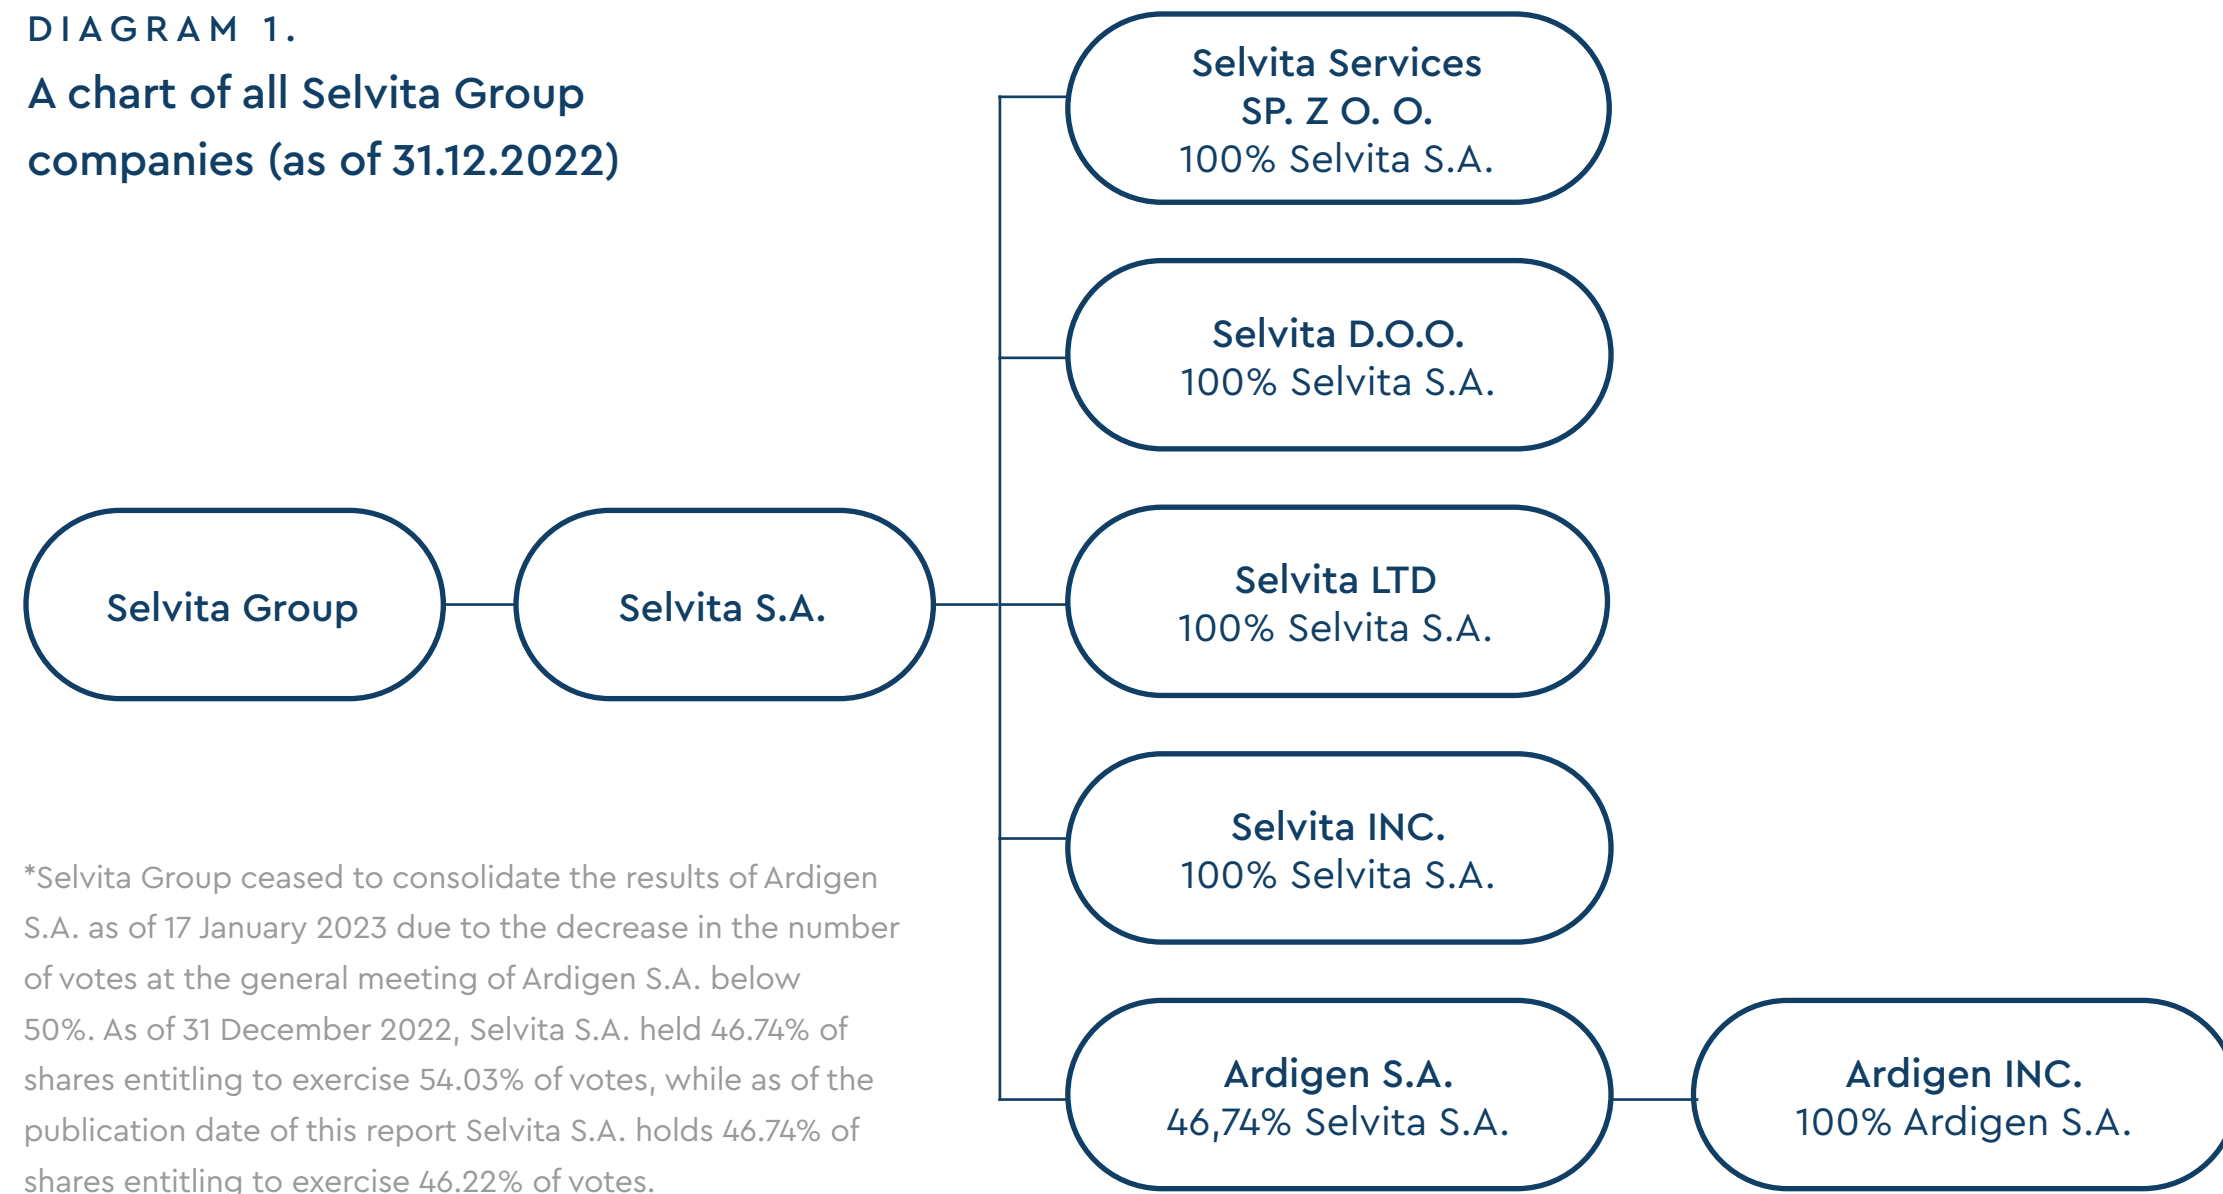 DIAGRAM 1.
A chart of all Selvita Group
companies (as of 31.12.2022)
Selvita Services
SP. Z O. O.
100% Selvita S.A.
Selvita D.O.O.
100% Selvita S.A.
Selvita Group
Selvita S.A.
Selvita LTD
100% Selvita S.A.
Selvita INC.
100% Selvita S.A.
*Selvita Group ceased to consolidate the results of Ardigen
S.A. as of 17 January 2023 due to the decrease in the number
of votes at the general meeting of Ardigen S.A. below
50%. As of 31 December 2022, Selvita S.A. held 46.74% of
shares entitling to exercise 54.03% of votes, while as of the
publication date of this report Selvita S.A. holds 46.74% of
shares entitling to exercise 46.22% of votes.
Ardigen S.A.
46,74% Selvita S.A.
Ardigen INC.
100% Ardigen S.A.